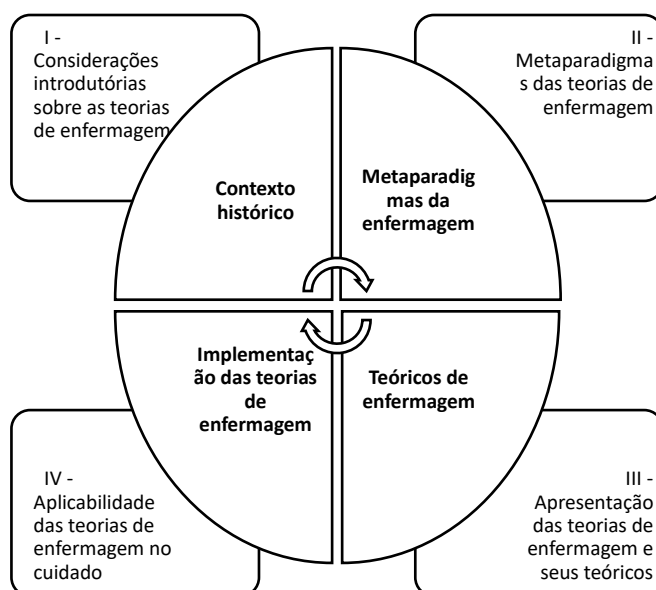 I -
Considerações
introdutórias
sobre as teorias
de enfermagem
II -
Metaparadigma
s das teorias de
enfermagem
Contexto
histórico
Metaparadig
mas da
enfermagem
Implementaç
ão das teorias
de
enfermagem
Teóricos de
enfermagem
IV -
Aplicabilidade
das teorias de
enfermagem no
cuidado
III -
Apresentação
das teorias de
enfermagem e
seus teóricos